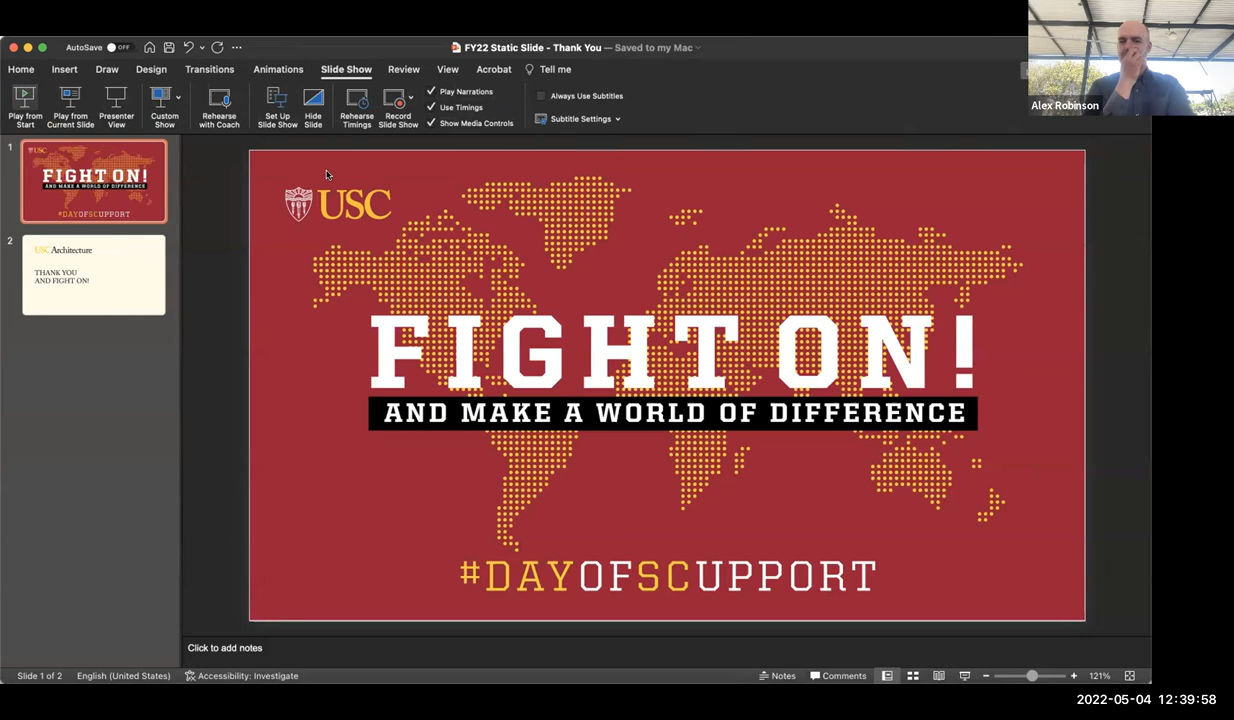 AutoSave OFF
FY22 Static Slide - Thank You — Saved to my Mac
Home Insert Draw Design Transitions Animations Slide Show Review View Acrobat Tell me
Play from Start
Play from Current Slide
Presenter View
Custom Show
Rehearse with Coach
Set Up Slide Show
Hide Slide
Rehearse Timings
Record Slide Show
Play Narrations
Use Timings
Show Media Controls
Always Use Subtitles
Subtitle Settings
Alex Robinson
1
USC
FIGHT ON!
AND MAKE A WORLD OF DIFFERENCE
#DAYOFSCUPPORT
2
USCArchitecture
THANK YOU
AND FIGHT ON!
USC
FIGHT ON!
AND MAKE A WORLD OF DIFFERENCE
#DAYOFSCUPPORT
Click to add notes
Slide 1 of 2 English (United States) Accessibility: Investigate Notes Comments 121%
2022-05-04 12:39:58